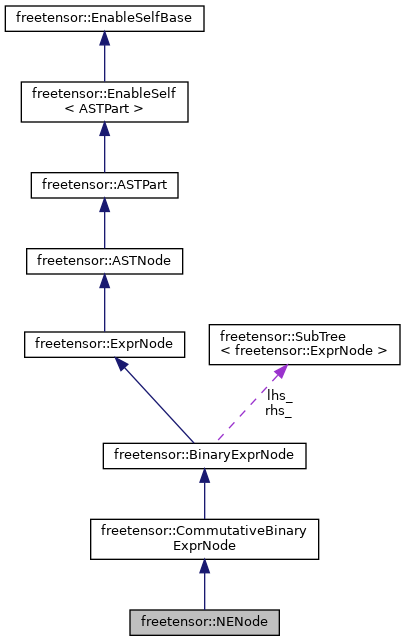 freetensor::EnableSelfBase
freetensor::EnableSelf
< ASTPart >
freetensor::ASTPart
freetensor::ASTNode
freetensor::ExprNode
freetensor::SubTree
< freetensor::ExprNode >
lhs_
rhs_
freetensor::BinaryExprNode
freetensor::CommutativeBinary
ExprNode
freetensor::NENode